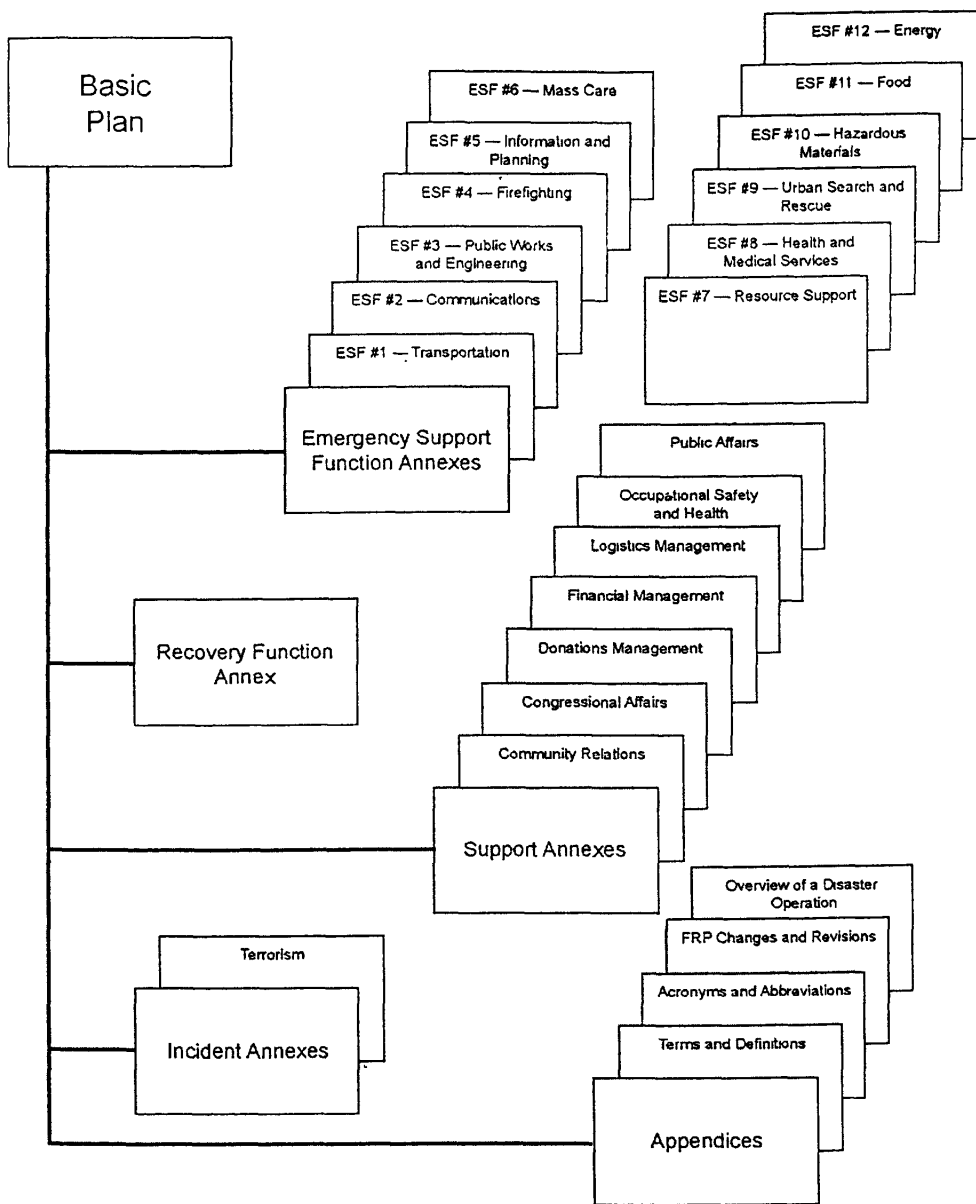 Basic
Plan
ESF #6 — Mass Care
ESF #5 — Information and
Planning
ESF #4 — Firefighting
ESF #3 — Public Works
and Engineering
ESF #2 — Communications
ESF #1 — Transportation
Emergency Support
Function Annexes
ESF #12 — Energy
ESF #11 — Food
ESF #10 — Hazardous
Materials
ESF #9 — Urban Search and
Rescue
ESF #8 — Health and
Medical Services
ESF #7 — Resource Support
Recovery Function
Annex
Public Affairs
Occupational Safety
and Health
Logistics Management
Financial Management
Donations Management
Congressional Affairs
Community Relations
Support Annexes
Terrorism
Incident Annexes
Overview of a Disaster
Operation
FRP Changes and Revisions
Acronyms and Abbreviations
Terms and Definitions
Appendices